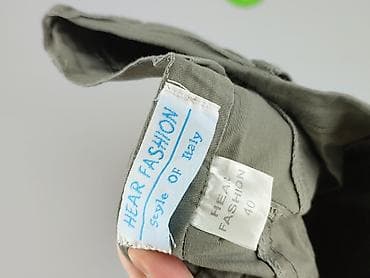 HEAR FASHION
Style OF Italy
HEAR
FASHION
40